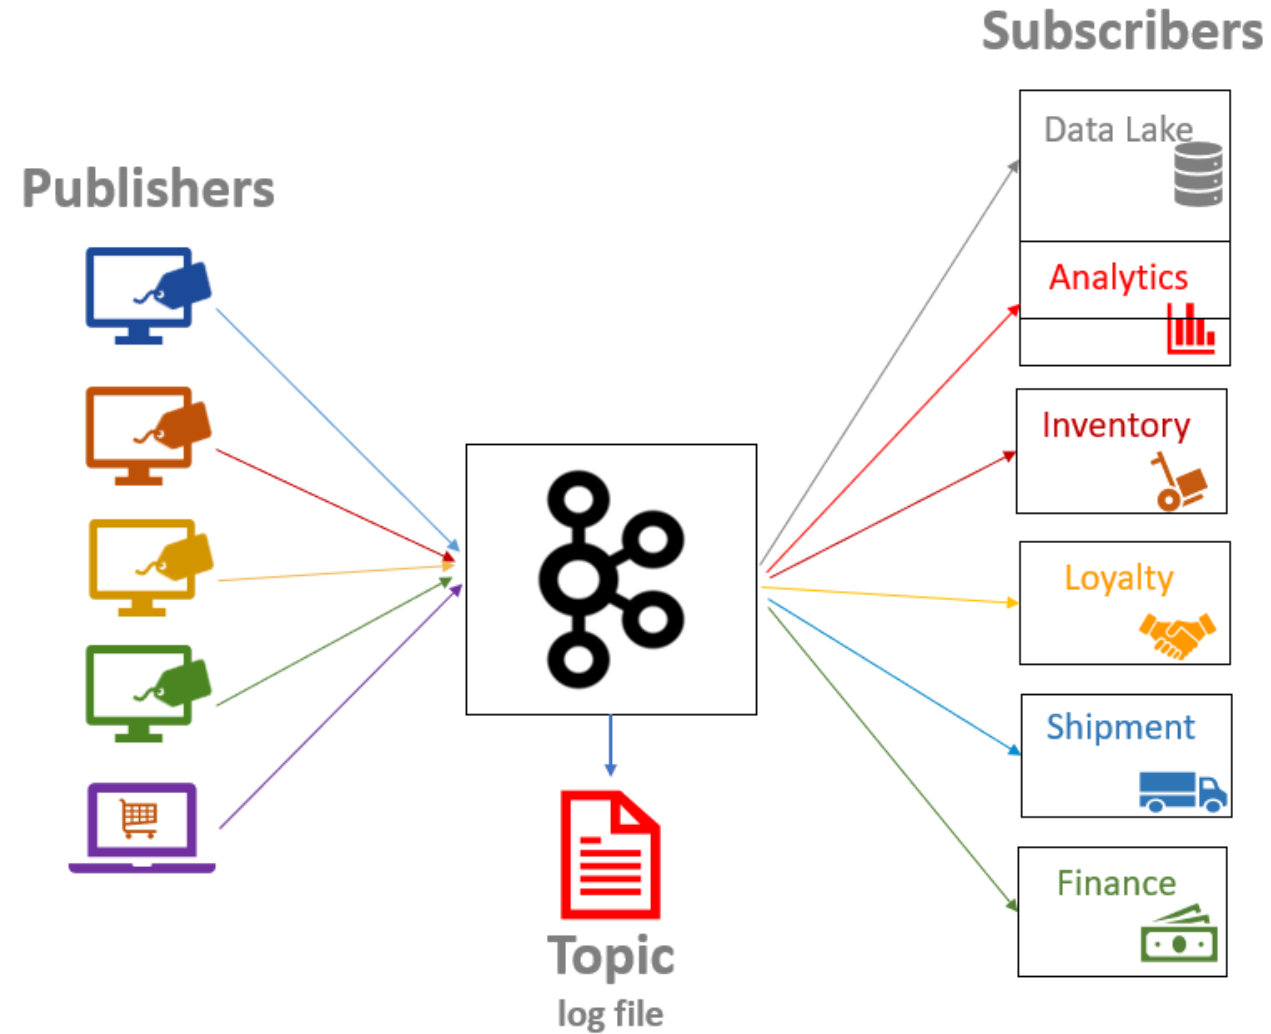 Subscribers
Publishers
Data Lake
Analytics
Inventory
Loyalty
Shipment
Finance
Topic
log file